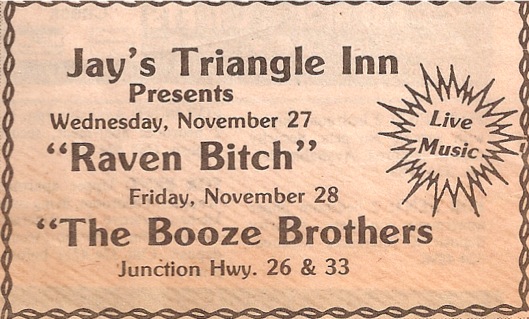 Jay's Triangle Inn
Presents
Wednesday, November 27
"Raven Bitch"
Friday, November 28
"The Booze Brothers
Junction Hwy. 26 & 33
Live
Music